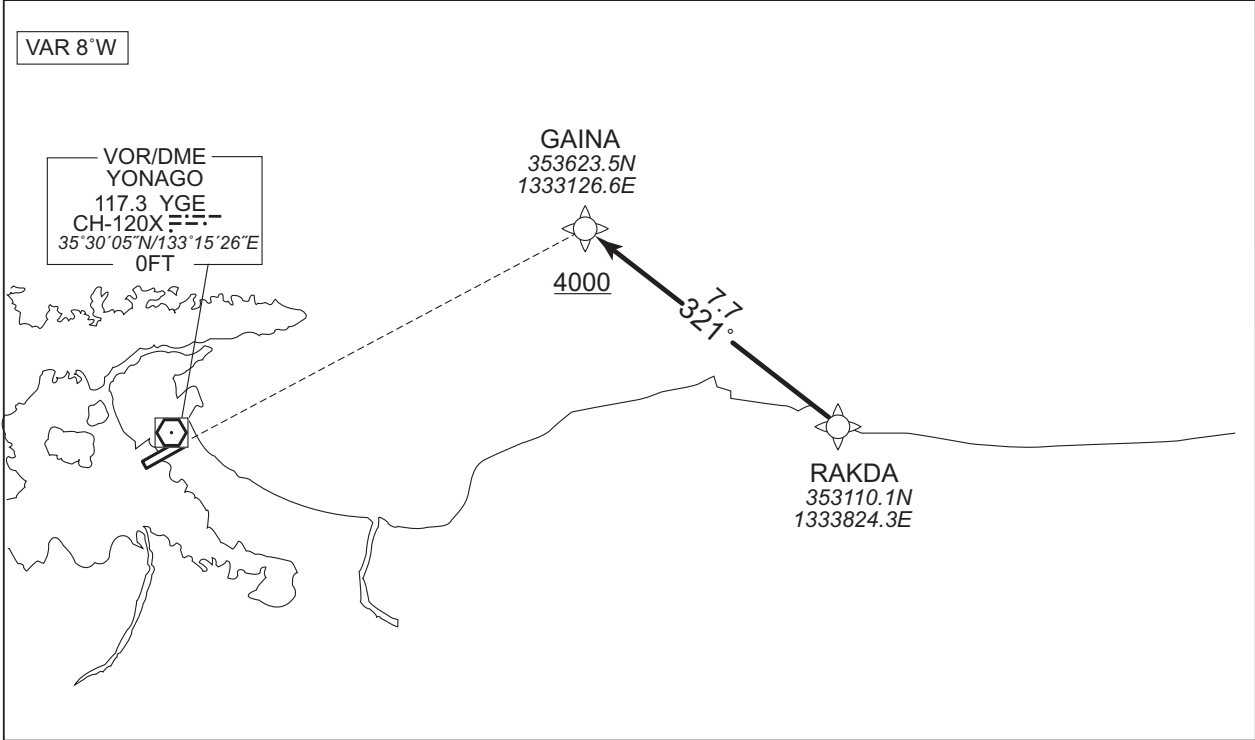 VAR 8˚W
VOR/DME
YONAGO
117.3 YGE
CH-120X
35˚30´05˝N/133˚15´26˝E
0FT
GAINA
353623.5N
1333126.6E
4000
7.7
321˚
RAKDA
353110.1N
1333824.3E